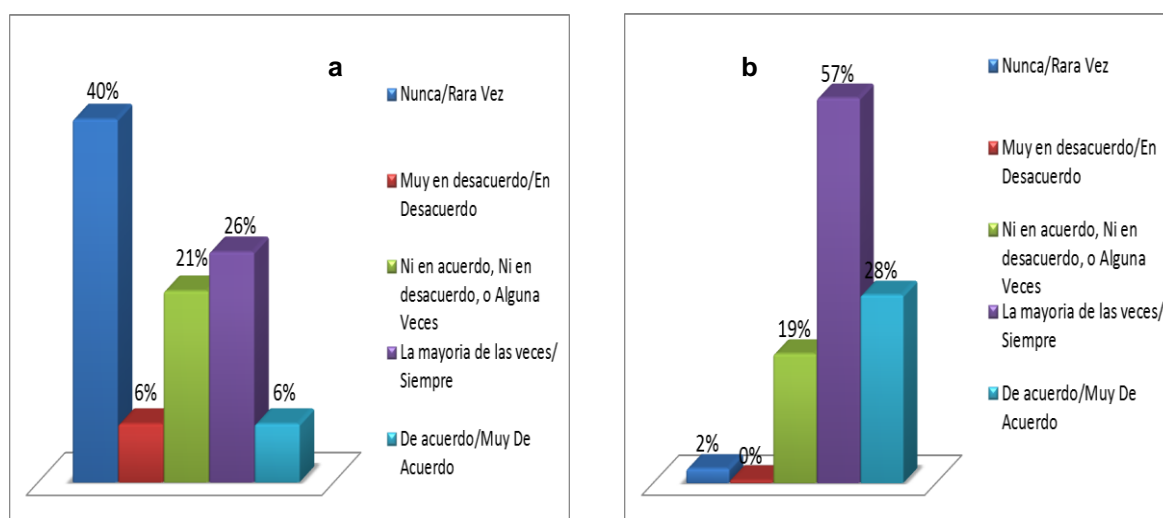 a
40%
6%
21%
26%
6%
Nunca/Rara Vez
Muy en desacuerdo/En
Desacuerdo
Ni en acuerdo, Ni en
desacuerdo, o Alguna
Veces
La mayoria de las veces/
Siempre
De acuerdo/Muy De
Acuerdo
b
2%
0%
19%
57%
28%
Nunca/Rara Vez
Muy en desacuerdo/En
Desacuerdo
Ni en acuerdo, Ni en
desacuerdo, o Alguna
Veces
La mayoria de las veces/
Siempre
De acuerdo/Muy De
Acuerdo